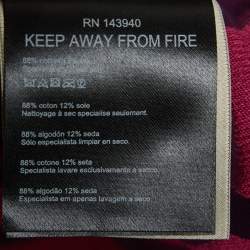 RN 143940
KEEP AWAY FROM FIRE
88% cotton 12%
88% coton 12% soie
Nettoyage à sec specialise seulement.
88% algodón 12% seda
Sólo especialista limpiar en seco.
88% cotone 12% seta
Specialista lavare esclusivamente a secco.
88% algodão 12% seda
Especialista em apenas lavagem a seco